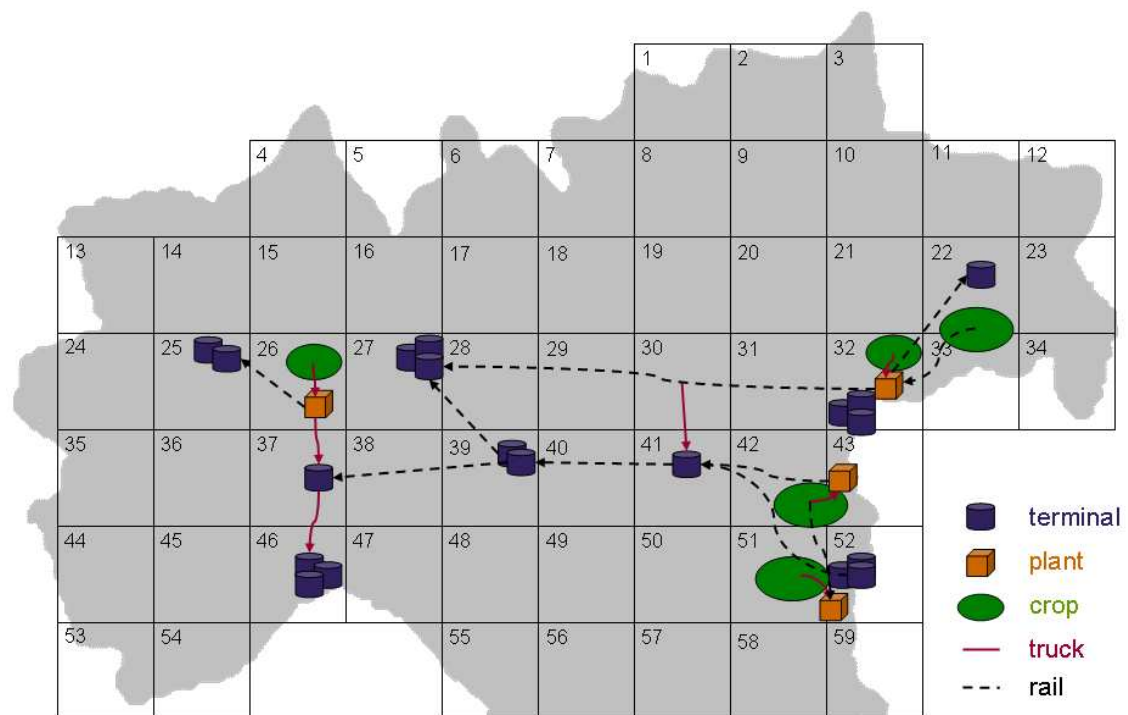 1 2 3
4 5 6 7 8 9 10 11 12
13 14 15 16 17 18 19 20 21 22 23
24 25 26 27 28 29 30 31 32 33 34
35 36 37 38 39 40 41 42 43
44 45 46 47 48 49 50 51 52
53 54 55 56 57 58 59
terminal
plant
crop
truck
rail